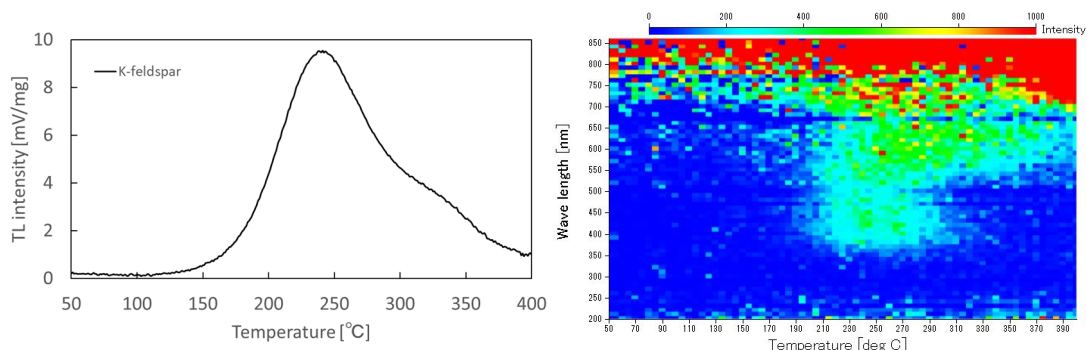 10
8
6
4
2
0
TL intensity [mV/mg]
K-feldspar
50 100 150 200 250 300 350 400
Temperature [℃]
0 200 400 600 800 1000
Intensity
850
800
750
700
650
600
550
500
450
400
350
300
250
200
Wave length [nm]
50 70 90 110 130 150 170 190 210 230 250 270 290 310 330 350 370 390
Temperature [deg C]